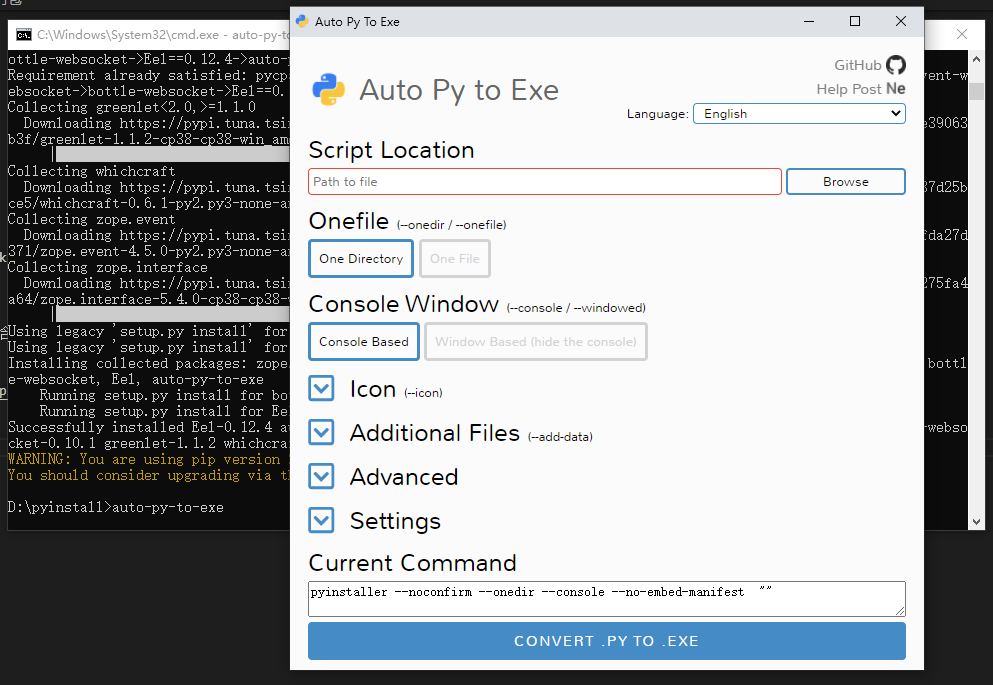 C:\Windows\System32\cmd.exe - auto-py-to
ottle-websocket->Eel==0.12.4->auto-p
Requirement already satisfied: pycp
vent-w
ebsocket->bottle-websocket->Eel==0.
Collecting greenlet<2.0,>=1.1.0
Downloading https://pypi.tuna.tsi
e39063
b3f/greenlet-1.1.2-cp38-cp38-win_am
Collecting whichcraft
Downloading https://pypi.tuna.tsi
37d25b
ce5/whichcraft-0.6.1-py2.py3-none-a
Collecting zope.event
Downloading https://pypi.tuna.tsi
fda27d
371/zope.event-4.5.0-py2.py3-none-a
Collecting zope.interface
Downloading https://pypi.tuna.tsi
275fa4
a64/zope.interface-5.4.0-cp38-cp38-
Using legacy 'setup.py install' for
Using legacy 'setup.py install' for
Installing collected packages: zope
bottl
e-websocket, Eel, auto-py-to-exe
Running setup.py install for bo
Running setup.py install for Ee
Successfully installed Eel-0.12.4 a
-webso
cket-0.10.1 greenlet-1.1.2 whichcra
WARNING: You are using pip version
You should consider upgrading via t
D:\pyinstall>auto-py-to-exe
Auto Py To Exe
Auto Py to Exe
GitHub
Help Post Ne
Language: English
Script Location
Path to file
Browse
Onefile (--onedir / --onefile)
One Directory
One File
Console Window (--console / --windowed)
Console Based
Window Based (hide the console)
Icon (--icon)
Additional Files (--add-data)
Advanced
Settings
Current Command
pyinstaller --noconfirm --onedir --console --no-embed-manifest ""
CONVERT .PY TO .EXE